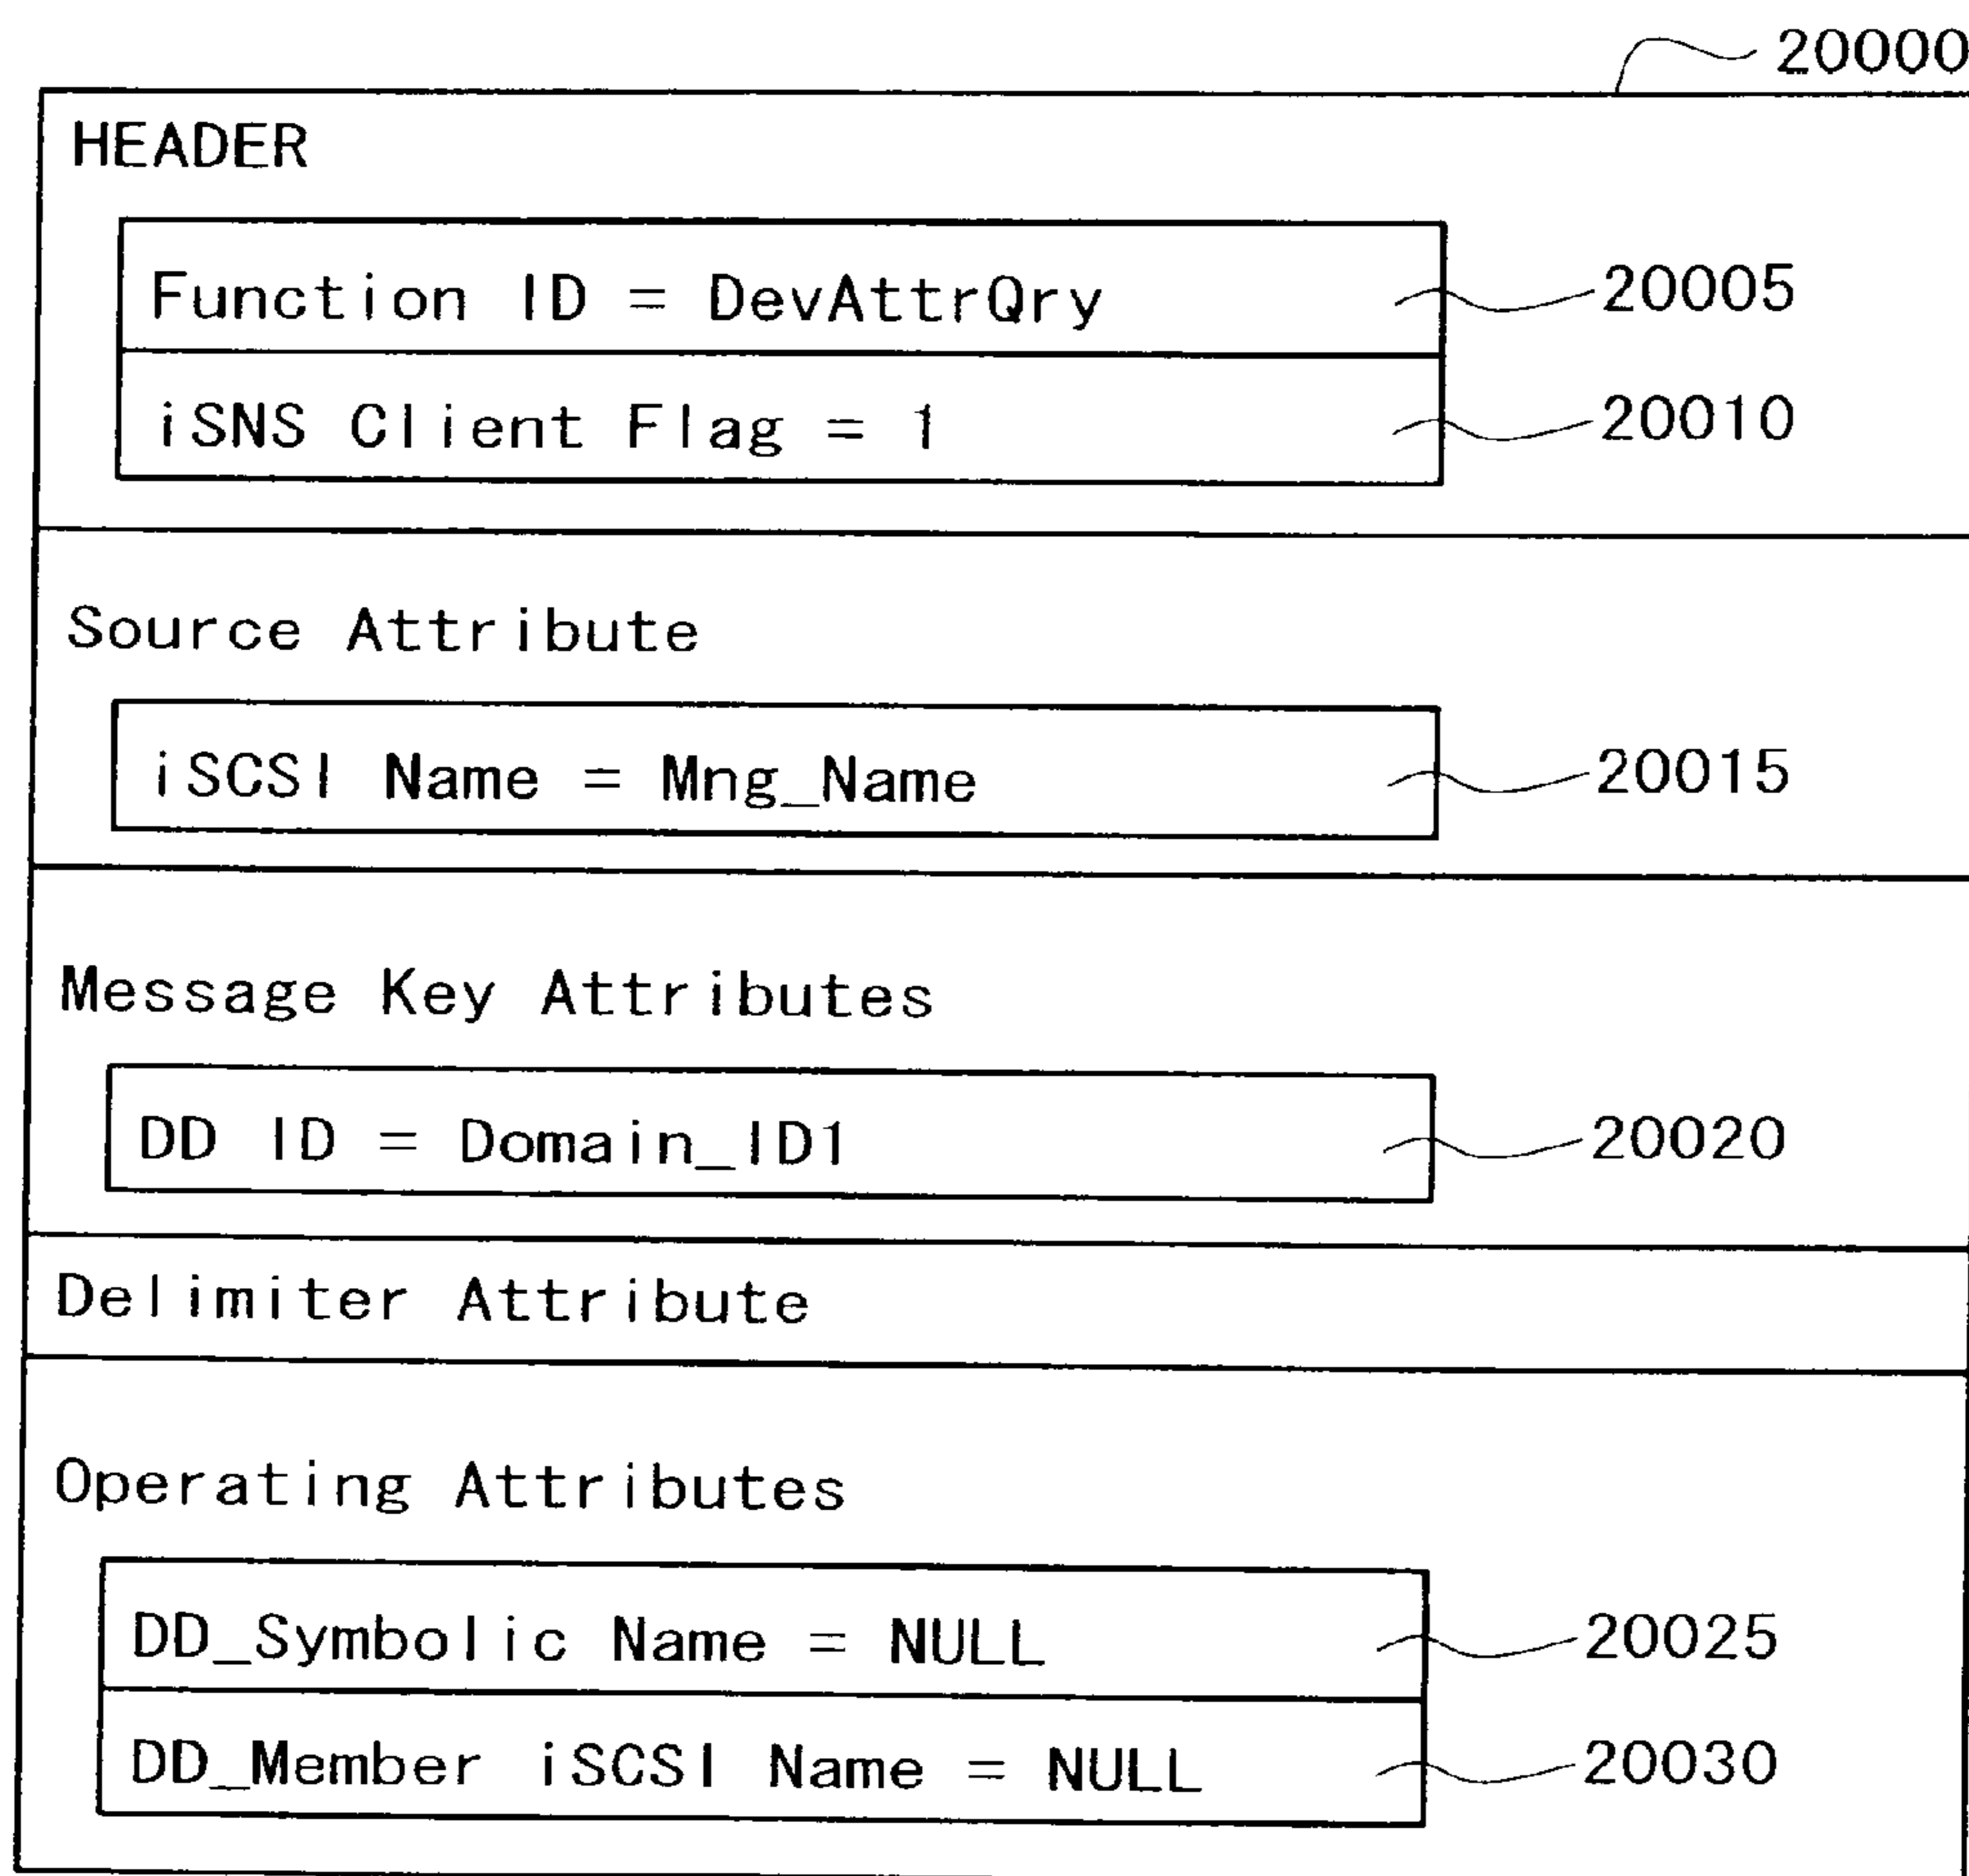 20000
HEADER
Function ID = DevAttrQry 20005
iSNS Client Flag = 1 20010
Source Attribute
iSCSI Name = Mng_Name 20015
Message Key Attributes
DD ID = Domain_ID1 20020
Delimiter Attribute
Operating Attributes
DD_Symbolic Name = NULL 20025
DD_Member iSCSI Name = NULL 20030